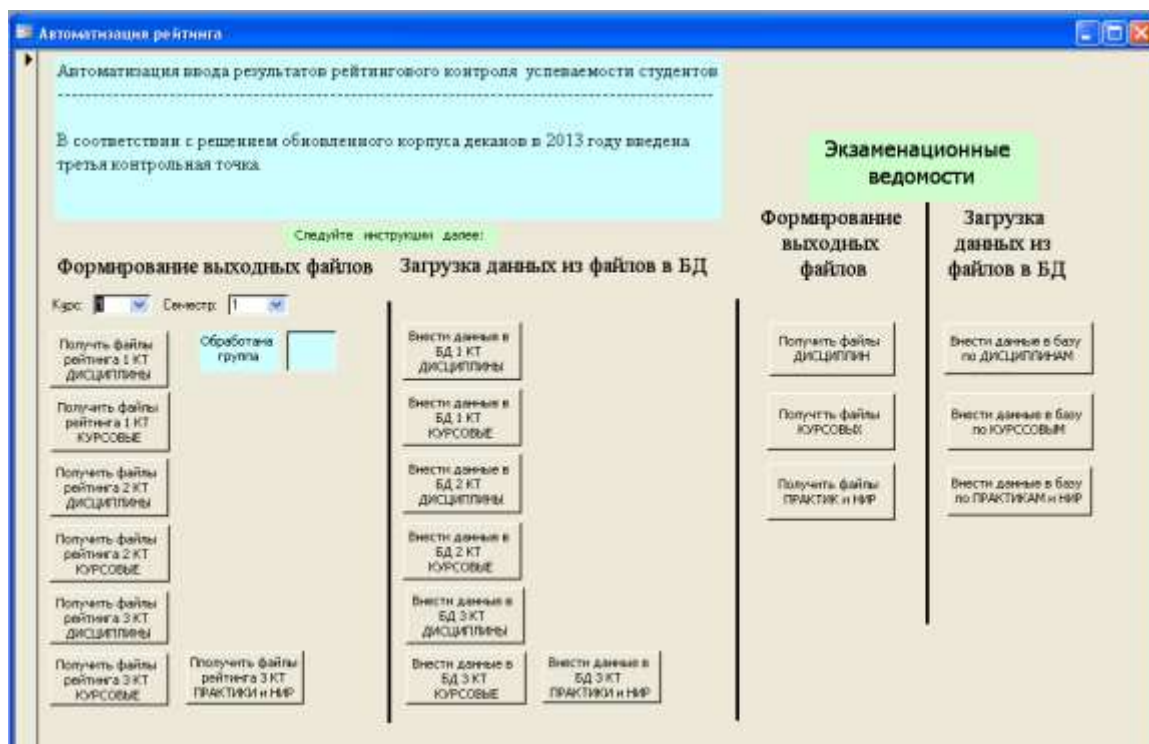 Автоматизация рейтинга
Автоматизация ввода результатов рейтингового контроля успеваемости студентов
В соответствии с решением обновленного корпуса деканов в 2013 году введена
третья контрольная точка
Следуйте инструкции далее:
Формирование выходных файлов
Курс: 1 Семестр: 1
Получть файлы
рейтинга 1 КТ
ДИСЦИПЛИНЫ
Обработана
группа
Получить файлы
рейтинга 1 КТ
КУРСОВЫЕ
Получить файлы
рейтинга 2 КТ
ДИСЦИПЛИНЫ
Получить файлы
рейтинга 2 КТ
КУРСОВЫЕ
Получить файлы
рейтинга 3 КТ
ДИСЦИПЛИНЫ
Получить файлы
рейтинга 3 КТ
КУРСОВЫЕ
Пполучить файлы
рейтинга 3 КТ
ПРАКТИКИ и НИР
Загрузка данных из файлов в БД
Внести данные в
БД 1 КТ
ДИСЦИПЛИНЫ
Внести данные в
БД 1 КТ
КУРСОВЫЕ
Внести данные в
БД 2 КТ
ДИСЦИПЛИНЫ
Внести данные в
БД 2 КТ
КУРСОВЫЕ
Внести данные в
БД 3 КТ
ДИСЦИПЛИНЫ
Внести данные в
БД 3 КТ
КУРСОВЫЕ
Внести данные в
БД 3 КТ
ПРАКТИКИ и НИР
Экзаменационные
ведомости
Формирование
выходных
файлов
Получить файлы
ДИСЦИПЛИН
Получтть файлы
КУРСОВЫХ
Получить файлы
ПРАКТИК и НИР
Загрузка
данных из
файлов в БД
Внести данные в базу
по ДИСЦИПЛИНАМ
Внести данные в базу
по КУРССОВЫМ
Внести данные в базу
по ПРАКТИКАМ и НИР